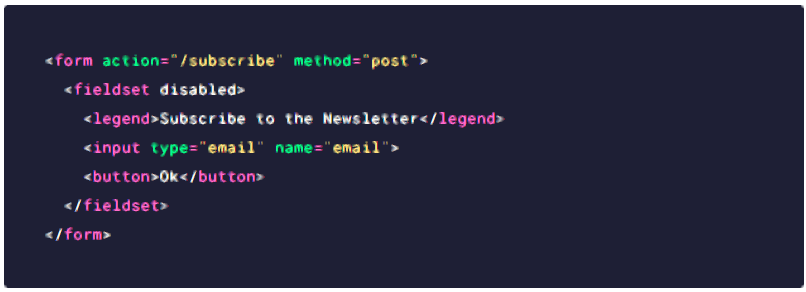 <form action="/subscribe" method="post">
  <fieldset disabled>
    <legend>Subscribe to the Newsletter</legend>
    <input type="email" name="email">
    <button>Ok</button>
  </fieldset>
</form>